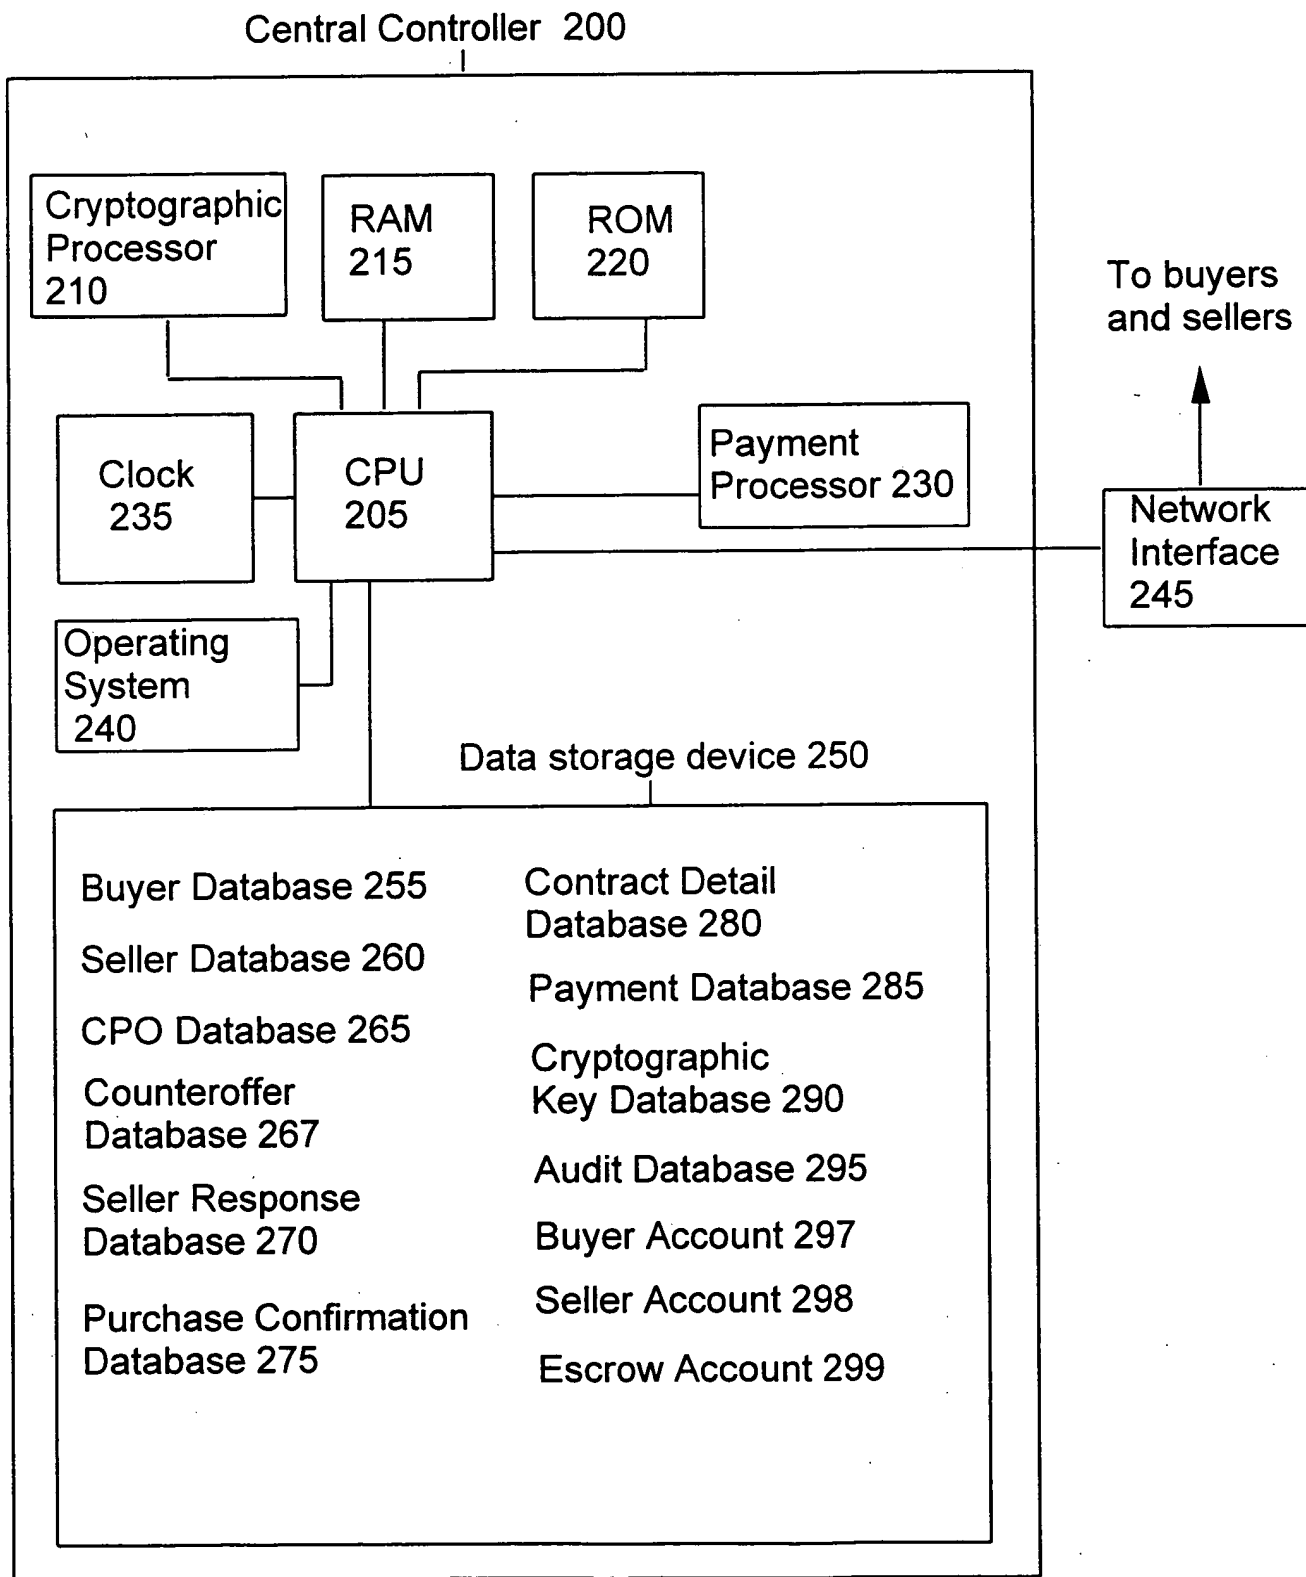 Central Controller 200
Cryptographic
Processor
210
RAM
215
ROM
220
To buyers
and sellers
Clock
235
CPU
205
Payment
Processor 230
Network
Interface
245
Operating
System
240
Data storage device 250
Buyer Database 255
Seller Database 260
CPO Database 265
Counteroffer
Database 267
Seller Response
Database 270
Purchase Confirmation
Database 275
Contract Detail
Database 280
Payment Database 285
Cryptographic
Key Database 290
Audit Database 295
Buyer Account 297
Seller Account 298
Escrow Account 299